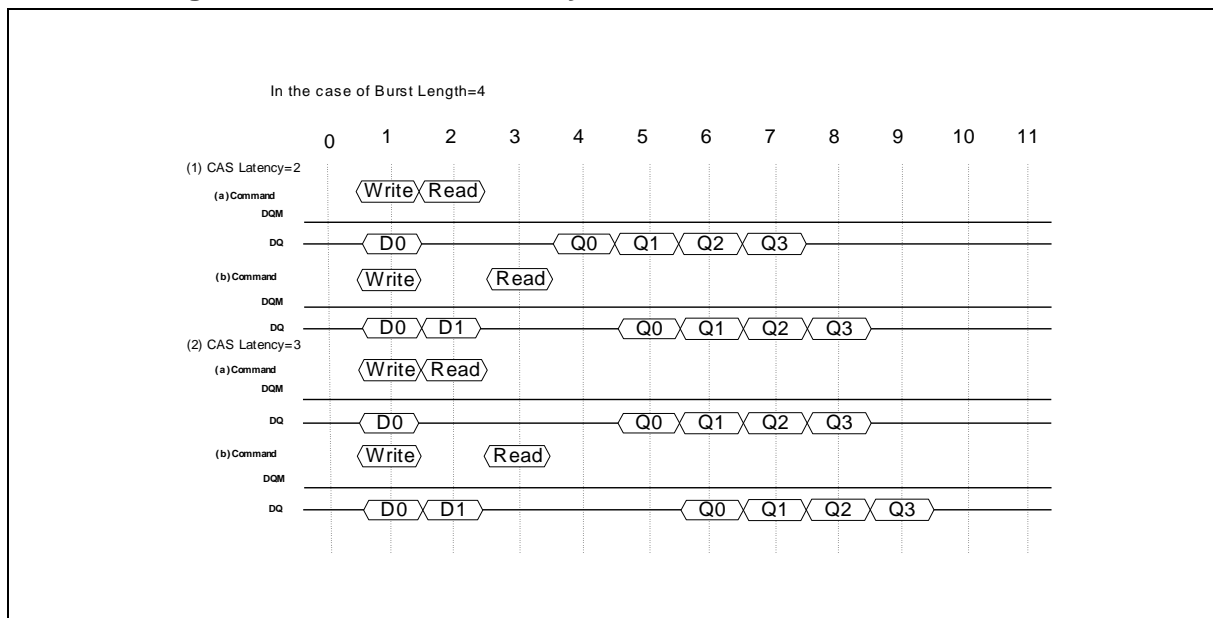 In the case of Burst Length=4
0 1 2 3 4 5 6 7 8 9 10 11
(1) CAS Latency=2
(a)Command Write Read
DQM
DQ D0 Q0 Q1 Q2 Q3
(b)Command Write Read
DQM
DQ D0 D1 Q0 Q1 Q2 Q3
(2) CAS Latency=3
(a)Command Write Read
DQM
DQ D0 Q0 Q1 Q2 Q3
(b)Command Write Read
DQM
DQ D0 D1 Q0 Q1 Q2 Q3